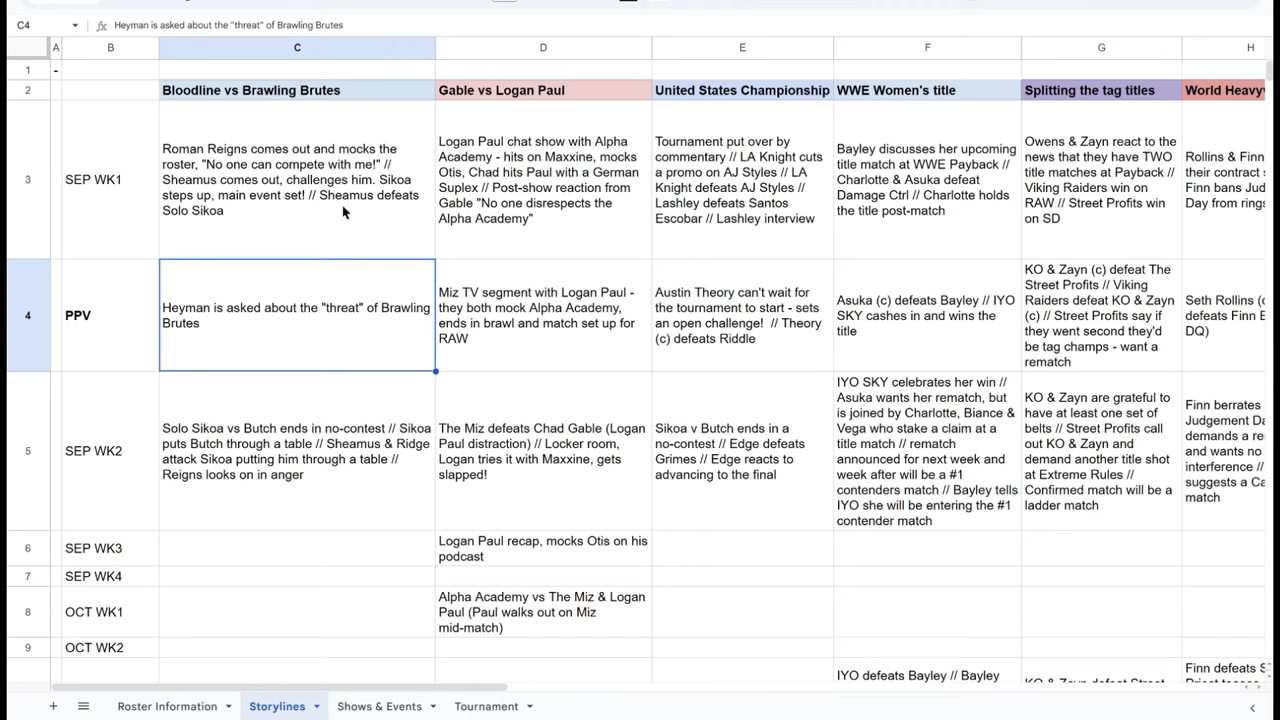 C4
fx
Heyman is asked about the "threat" of Brawling Brutes
A
B
C
D
E
F
G
H
1
-
2
Bloodline vs Brawling Brutes
Gable vs Logan Paul
United States Championship
WWE Women's title
Splitting the tag titles
World Heavyw
3
SEP WK1
Roman Reigns comes out and mocks the
roster, "No one can compete with me!" //
Sheamus comes out, challenges him. Sikoa
steps up, main event set! // Sheamus defeats
Solo Sikoa
Logan Paul chat show with Alpha
Academy - hits on Maxxine, mocks
Otis, Chad hits Paul with a German
Suplex // Post-show reaction from
Gable "No one disrespects the
Alpha Academy"
Tournament put over by
commentary // LA Knight cuts
a promo on AJ Styles // LA
Knight defeats AJ Styles //
Lashley defeats Santos
Escobar // Lashley interview
Bayley discusses her upcoming
title match at WWE Payback //
Charlotte & Asuka defeat
Damage Ctrl // Charlotte holds
the title post-match
Owens & Zayn react to the
news that they have TWO
title matches at Payback //
Viking Raiders win on
RAW // Street Profits win
on SD
Rollins & Finn
their contract s
Finn bans Jud
Day from rings
4
PPV
Heyman is asked about the "threat" of Brawling
Brutes
Miz TV segment with Logan Paul -
they both mock Alpha Academy,
ends in brawl and match set up for
RAW
Austin Theory can't wait for
the tournament to start - sets
an open challenge! // Theory
(c) defeats Riddle
Asuka (c) defeats Bayley // IYO
SKY cashes in and wins the
title
KO & Zayn (c) defeat The
Street Profits // Viking
Raiders defeat KO & Zayn
(c) // Street Profits say if
they went second they'd
be tag champs - want a
rematch
Seth Rollins (c
defeats Finn B
DQ)
5
SEP WK2
Solo Sikoa vs Butch ends in no-contest // Sikoa
puts Butch through a table // Sheamus & Ridge
attack Sikoa putting him through a table //
Reigns looks on in anger
The Miz defeats Chad Gable (Logan
Paul distraction) // Locker room,
Logan tries it with Maxxine, gets
slapped!
Sikoa v Butch ends in a
no-contest // Edge defeats
Grimes // Edge reacts to
advancing to the final
IYO SKY celebrates her win //
Asuka wants her rematch, but
is joined by Charlotte, Biance &
Vega who stake a claim at a
title match // rematch
announced for next week and
week after will be a #1
contenders match // Bayley tells
IYO she will be entering the #1
contender match
KO & Zayn are grateful to
have at least one set of
belts // Street Profits call
out KO & Zayn and
demand another title shot
at Extreme Rules //
Confirmed match will be a
ladder match
Finn berrates
Judgement Da
demands a re
and wants no
interference //
suggests a Ca
match
6
SEP WK3
Logan Paul recap, mocks Otis on his
podcast
7
SEP WK4
8
OCT WK1
Alpha Academy vs The Miz & Logan
Paul (Paul walks out on Miz
mid-match)
9
OCT WK2
IYO defeats Bayley // Bayley
Finn defeats S
Roster Information
Storylines
Shows & Events
Tournament